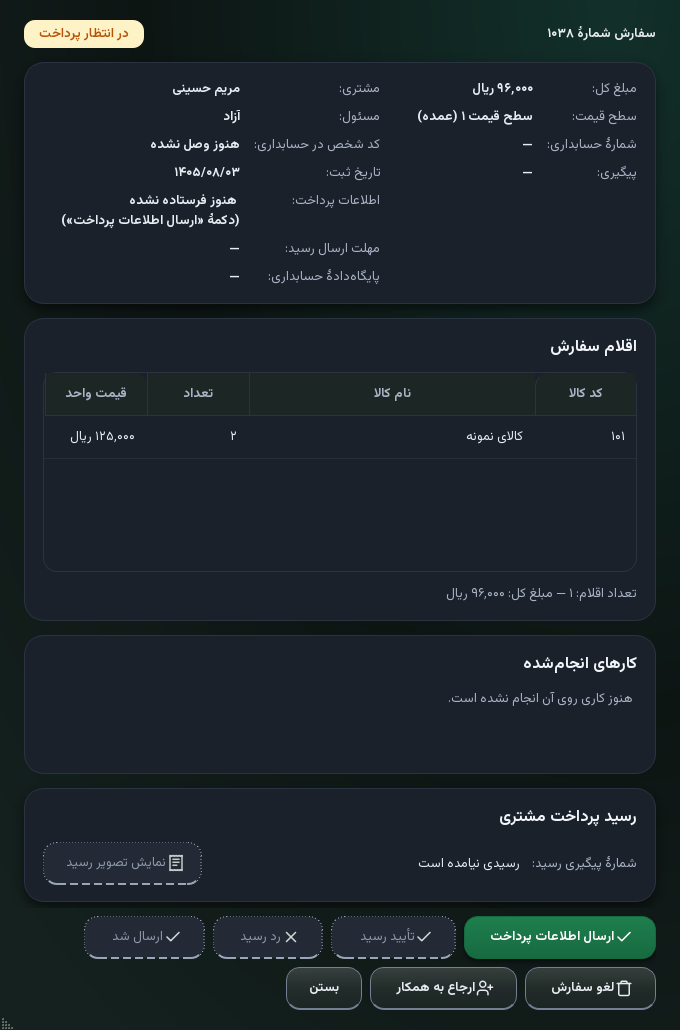 سفارش شمارهٔ ۱۰۳۸
در انتظار پرداخت
مبلغ کل: ۹۶,۰۰۰ ریال مشتری: مریم حسینی
سطح قیمت: سطح قیمت ۱ (عمده) مسئول: آزاد
شمارهٔ حسابداری: — کد شخص در حسابداری: هنوز وصل نشده
پیگیری: — تاریخ ثبت: ۱۴۰۵/۰۸/۰۳
اطلاعات پرداخت: هنوز فرستاده نشده
(دکمهٔ «ارسال اطلاعات پرداخت»)
مهلت ارسال رسید: —
پایگاه‌دادهٔ حسابداری: —
اقلام سفارش
کد کالا نام کالا تعداد قیمت واحد
۱۰۱ کالای نمونه ۲ ۱۲۵,۰۰۰ ریال
تعداد اقلام: ۱ — مبلغ کل: ۹۶,۰۰۰ ریال
کارهای انجام‌شده
هنوز کاری روی آن انجام نشده است.
رسید پرداخت مشتری
شمارهٔ پیگیری رسید: رسیدی نیامده است نمایش تصویر رسید
ارسال اطلاعات پرداخت تأیید رسید رد رسید ارسال شد
لغو سفارش ارجاع به همکار بستن